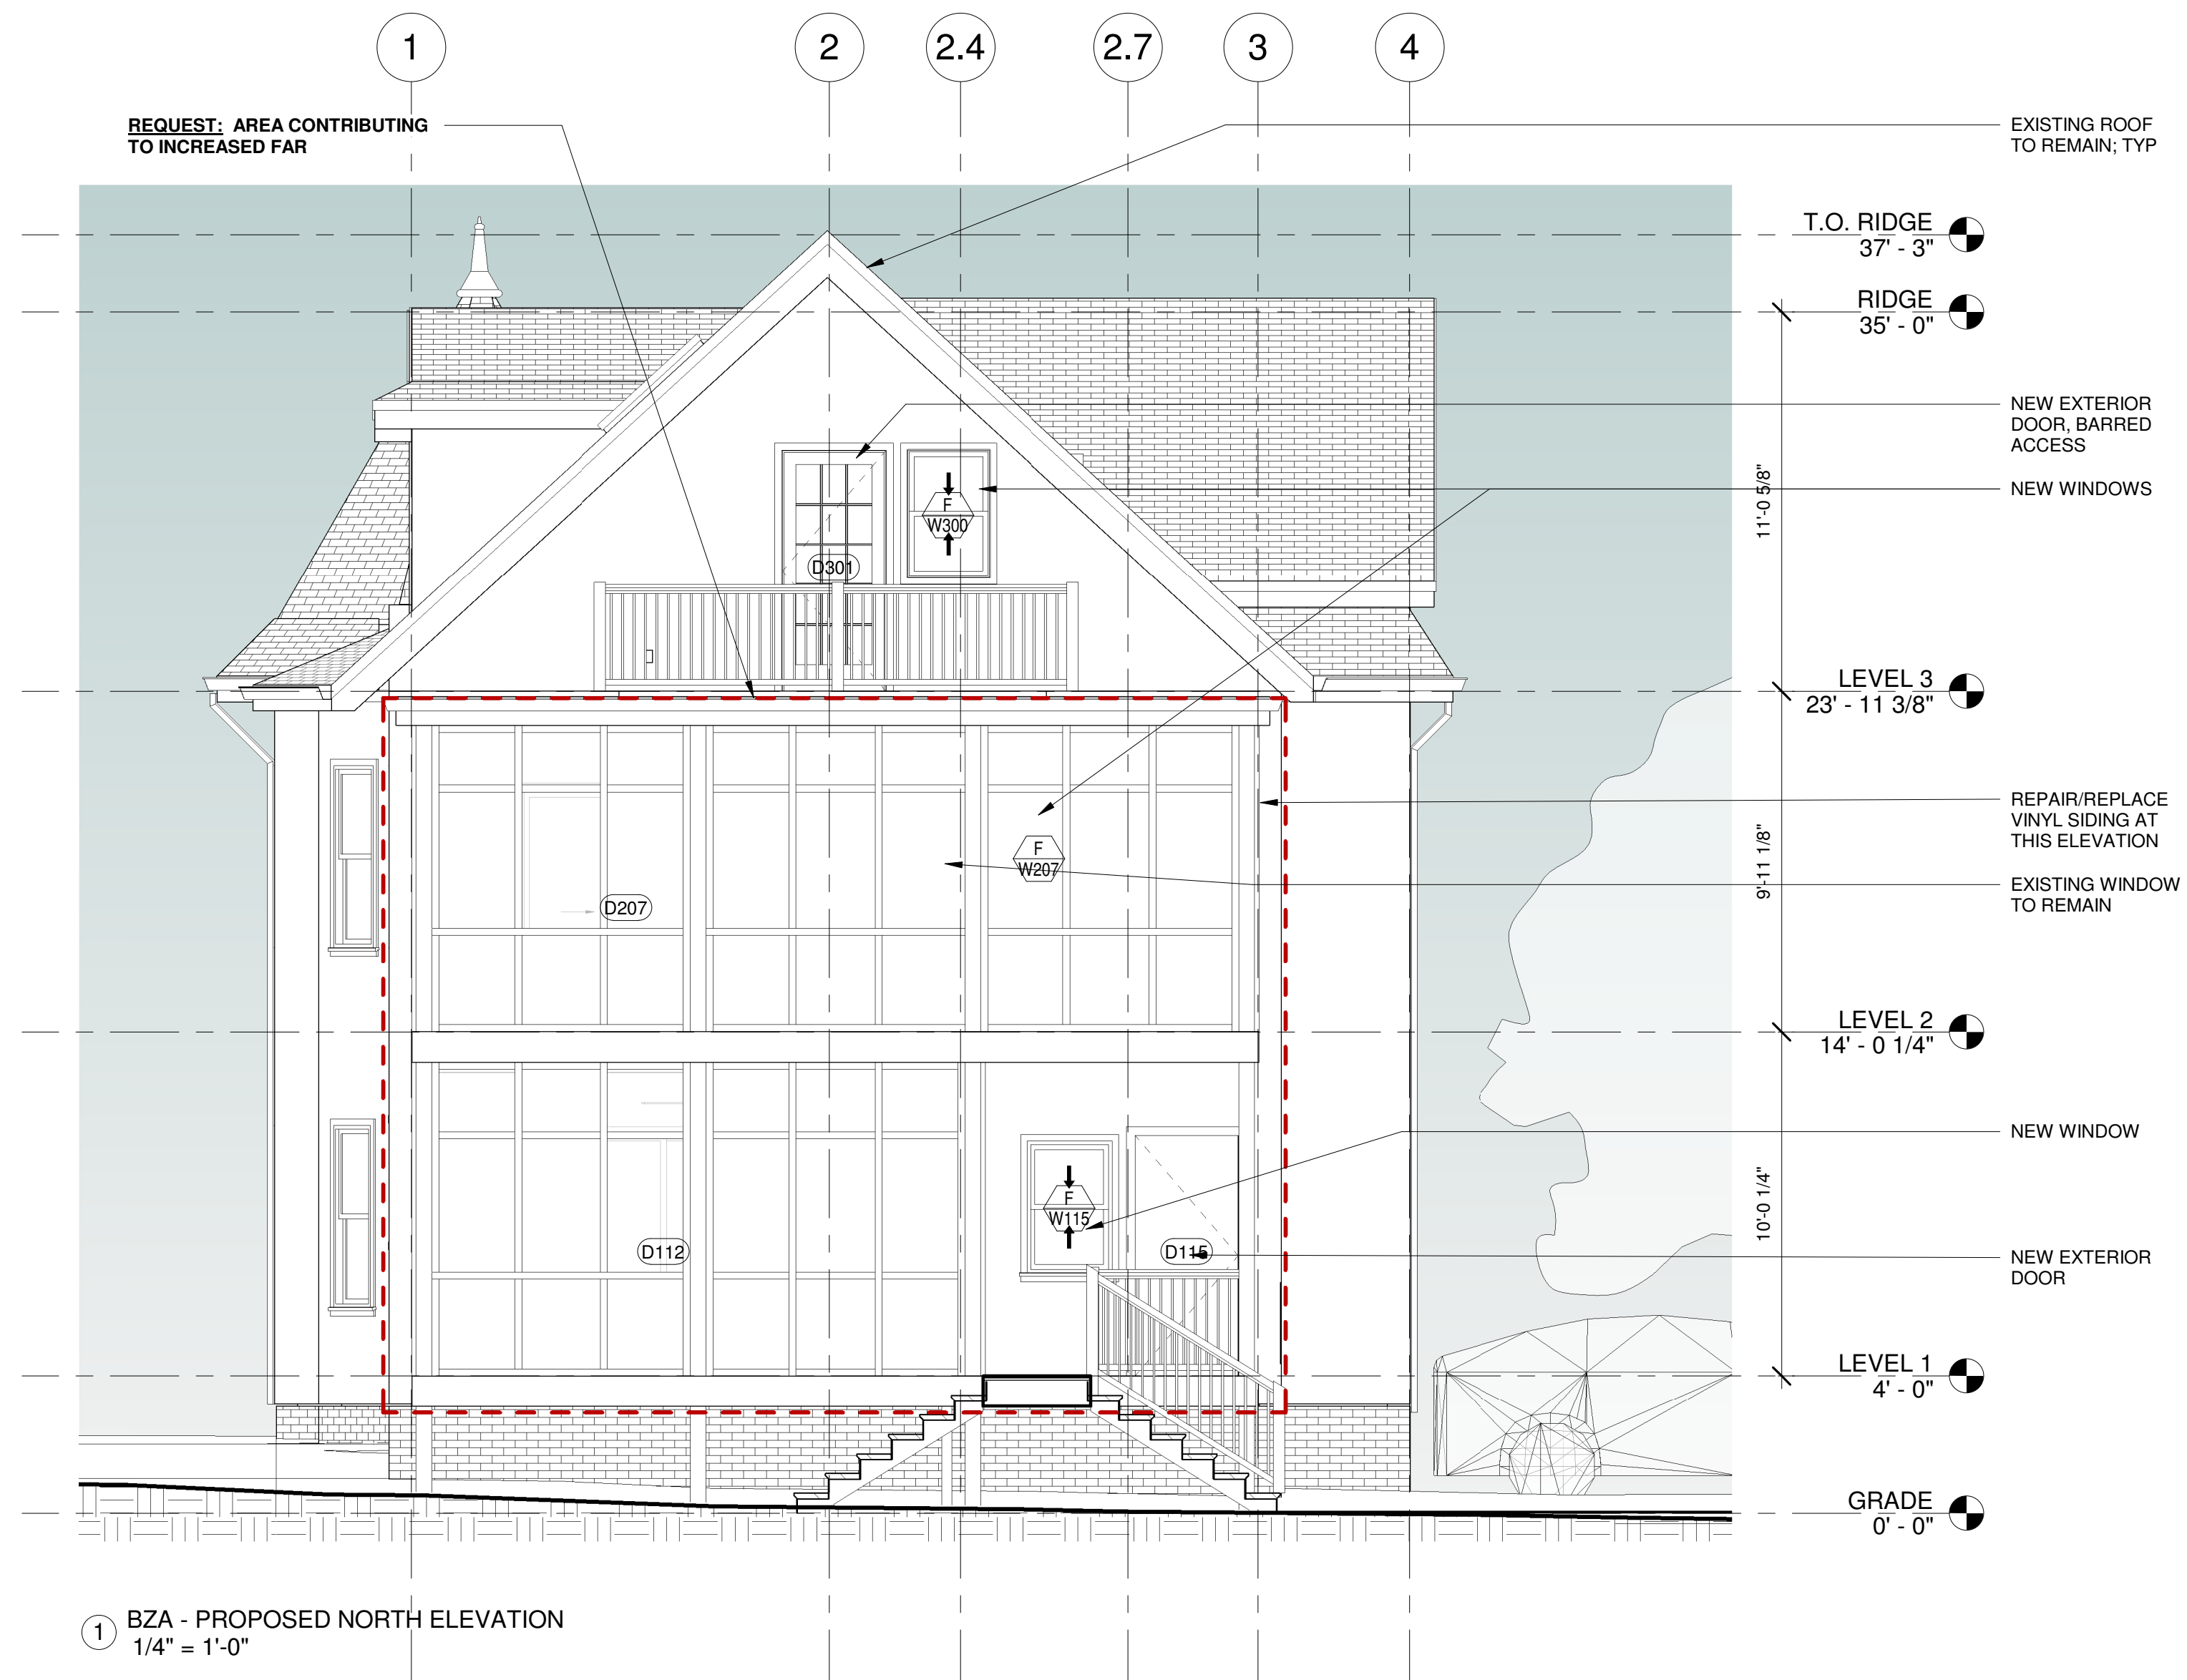 1
2
2.4
2.7
3
4
REQUEST: AREA CONTRIBUTING
TO INCREASED FAR
EXISTING ROOF
TO REMAIN; TYP
T.O. RIDGE
37' - 3"
RIDGE
35' - 0"
NEW EXTERIOR
DOOR, BARRED
ACCESS
NEW WINDOWS
11'-0 5/8"
F
W300
D301
LEVEL 3
23' - 11 3/8"
REPAIR/REPLACE
VINYL SIDING AT
THIS ELEVATION
9'-11 1/8"
F
W207
EXISTING WINDOW
TO REMAIN
D207
LEVEL 2
14' - 0 1/4"
NEW WINDOW
10'-0 1/4"
F
W115
D112
D115
NEW EXTERIOR
DOOR
LEVEL 1
4' - 0"
GRADE
0' - 0"
1
BZA - PROPOSED NORTH ELEVATION
1/4" = 1'-0"